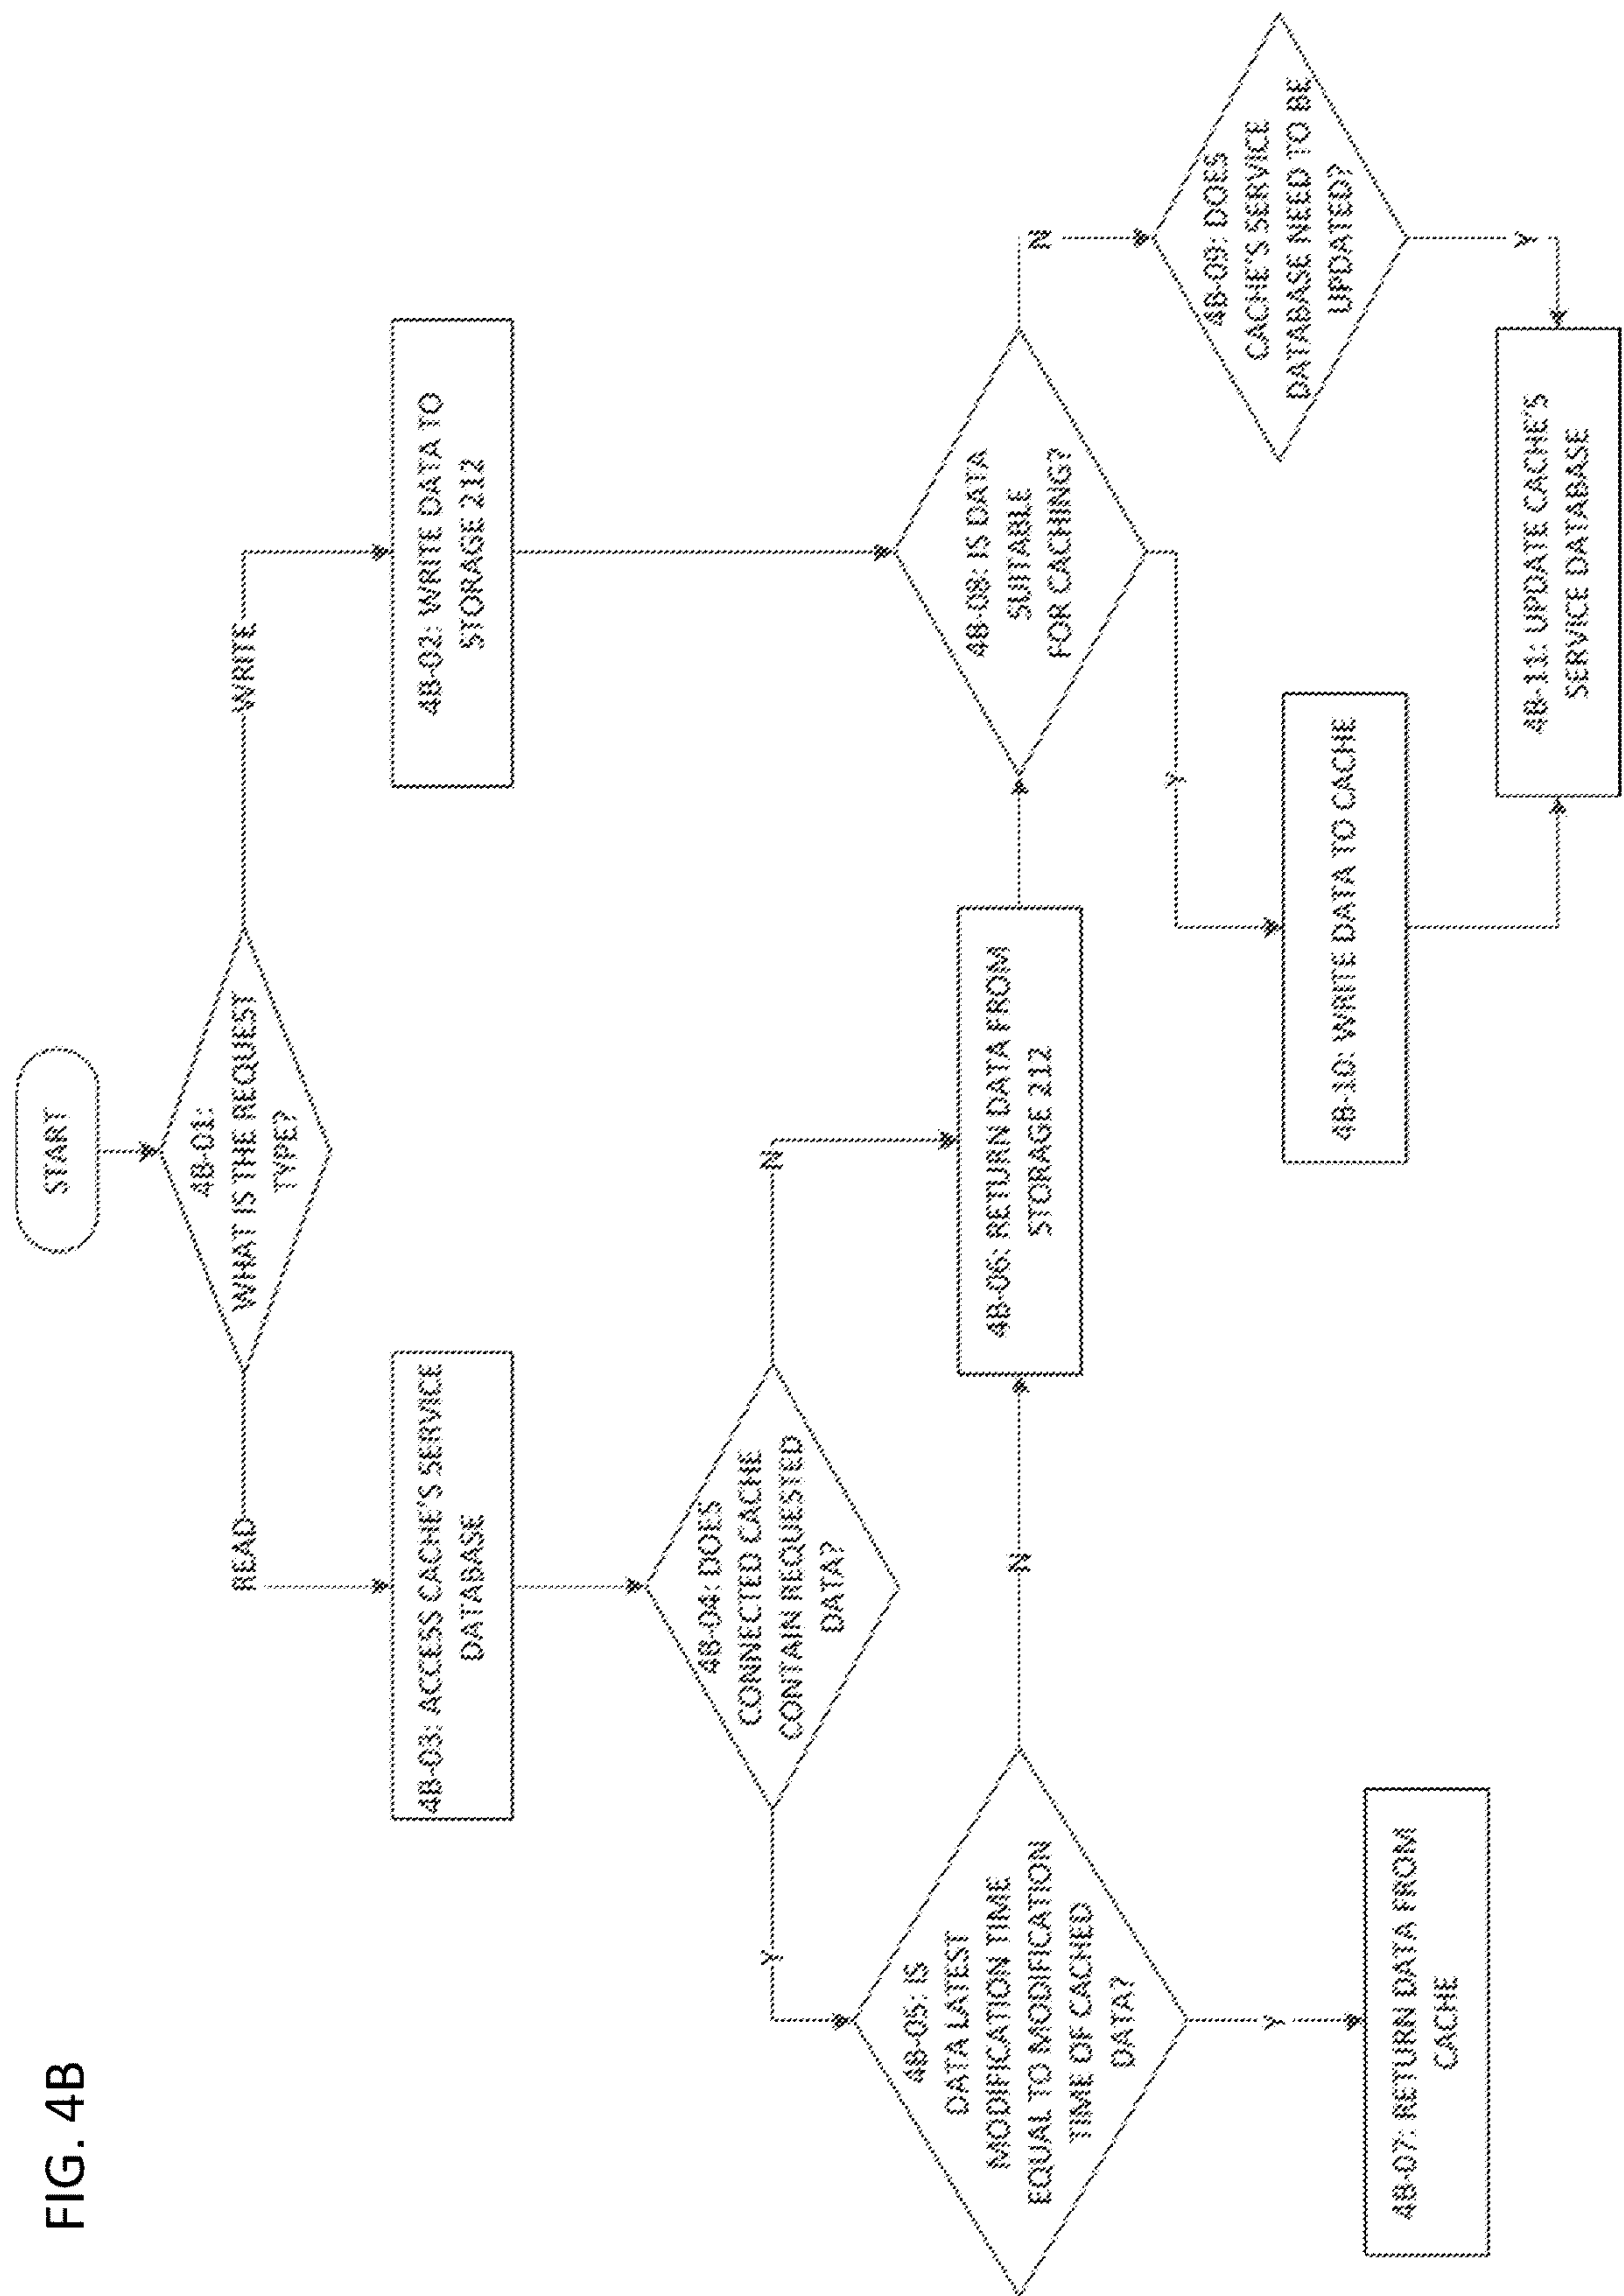 FIG. 4B
START
4B-01:
WHAT IS THE REQUEST
TYPE?
READ
WRITE
4B-03: ACCESS CACHE'S SERVICE
DATABASE
4B-02: WRITE DATA TO
STORAGE 212
4B-04: DOES
CONNECTED CACHE
CONTAIN REQUESTED
DATA?
Y
N
4B-05: IS
DATA LATEST
MODIFICATION TIME
EQUAL TO MODIFICATION
TIME OF CACHED
DATA?
N
4B-06: RETURN DATA FROM
STORAGE 212
4B-08: IS DATA
SUITABLE
FOR CACHING?
N
Y
Y
4B-09: DOES
CACHE'S SERVICE
DATABASE NEED TO BE
UPDATED?
4B-07: RETURN DATA FROM
CACHE
4B-10: WRITE DATA TO CACHE
Y
4B-11: UPDATE CACHE'S
SERVICE DATABASE